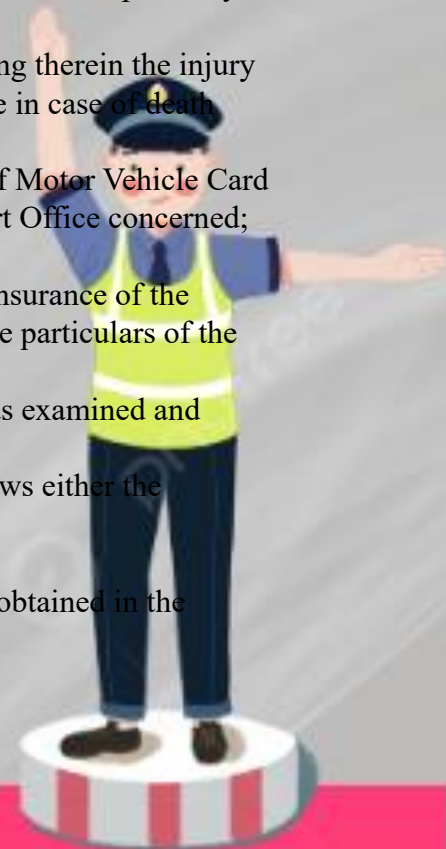 ng therein the injury
e in case of death
f Motor Vehicle Card
rt Office concerned;
nsurance of the
e particulars of the
s examined and
ws either the
obtained in the